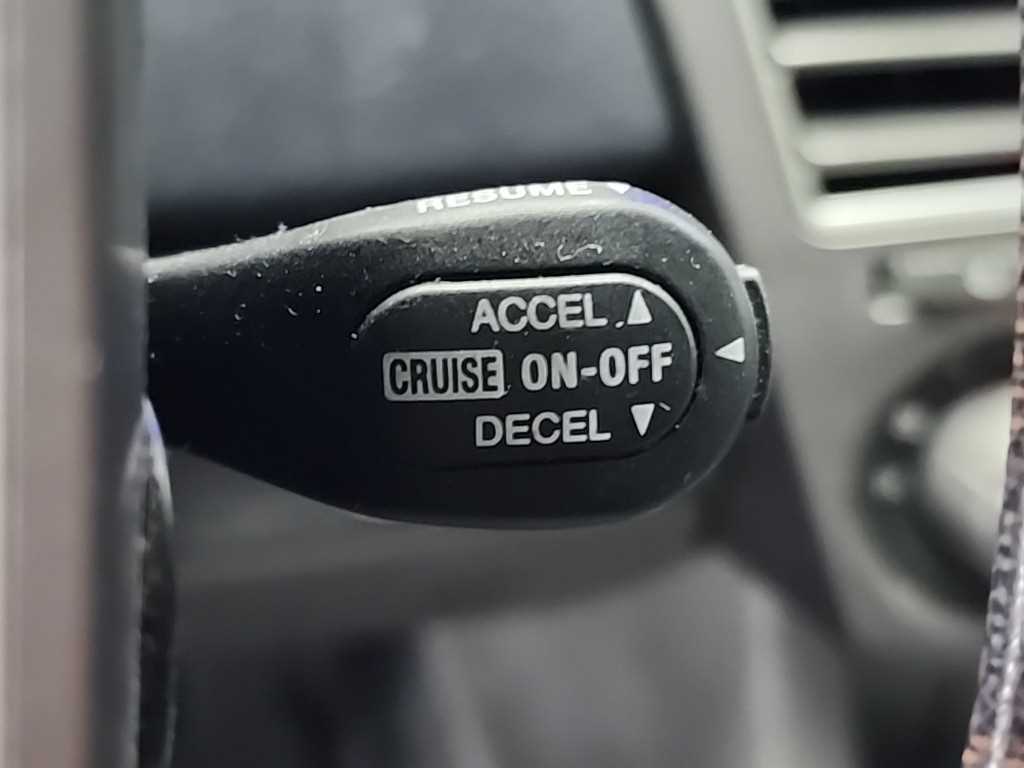 RESUME ▼
ACCEL ▲
CRUISE ON-OFF ◀
DECEL ▼